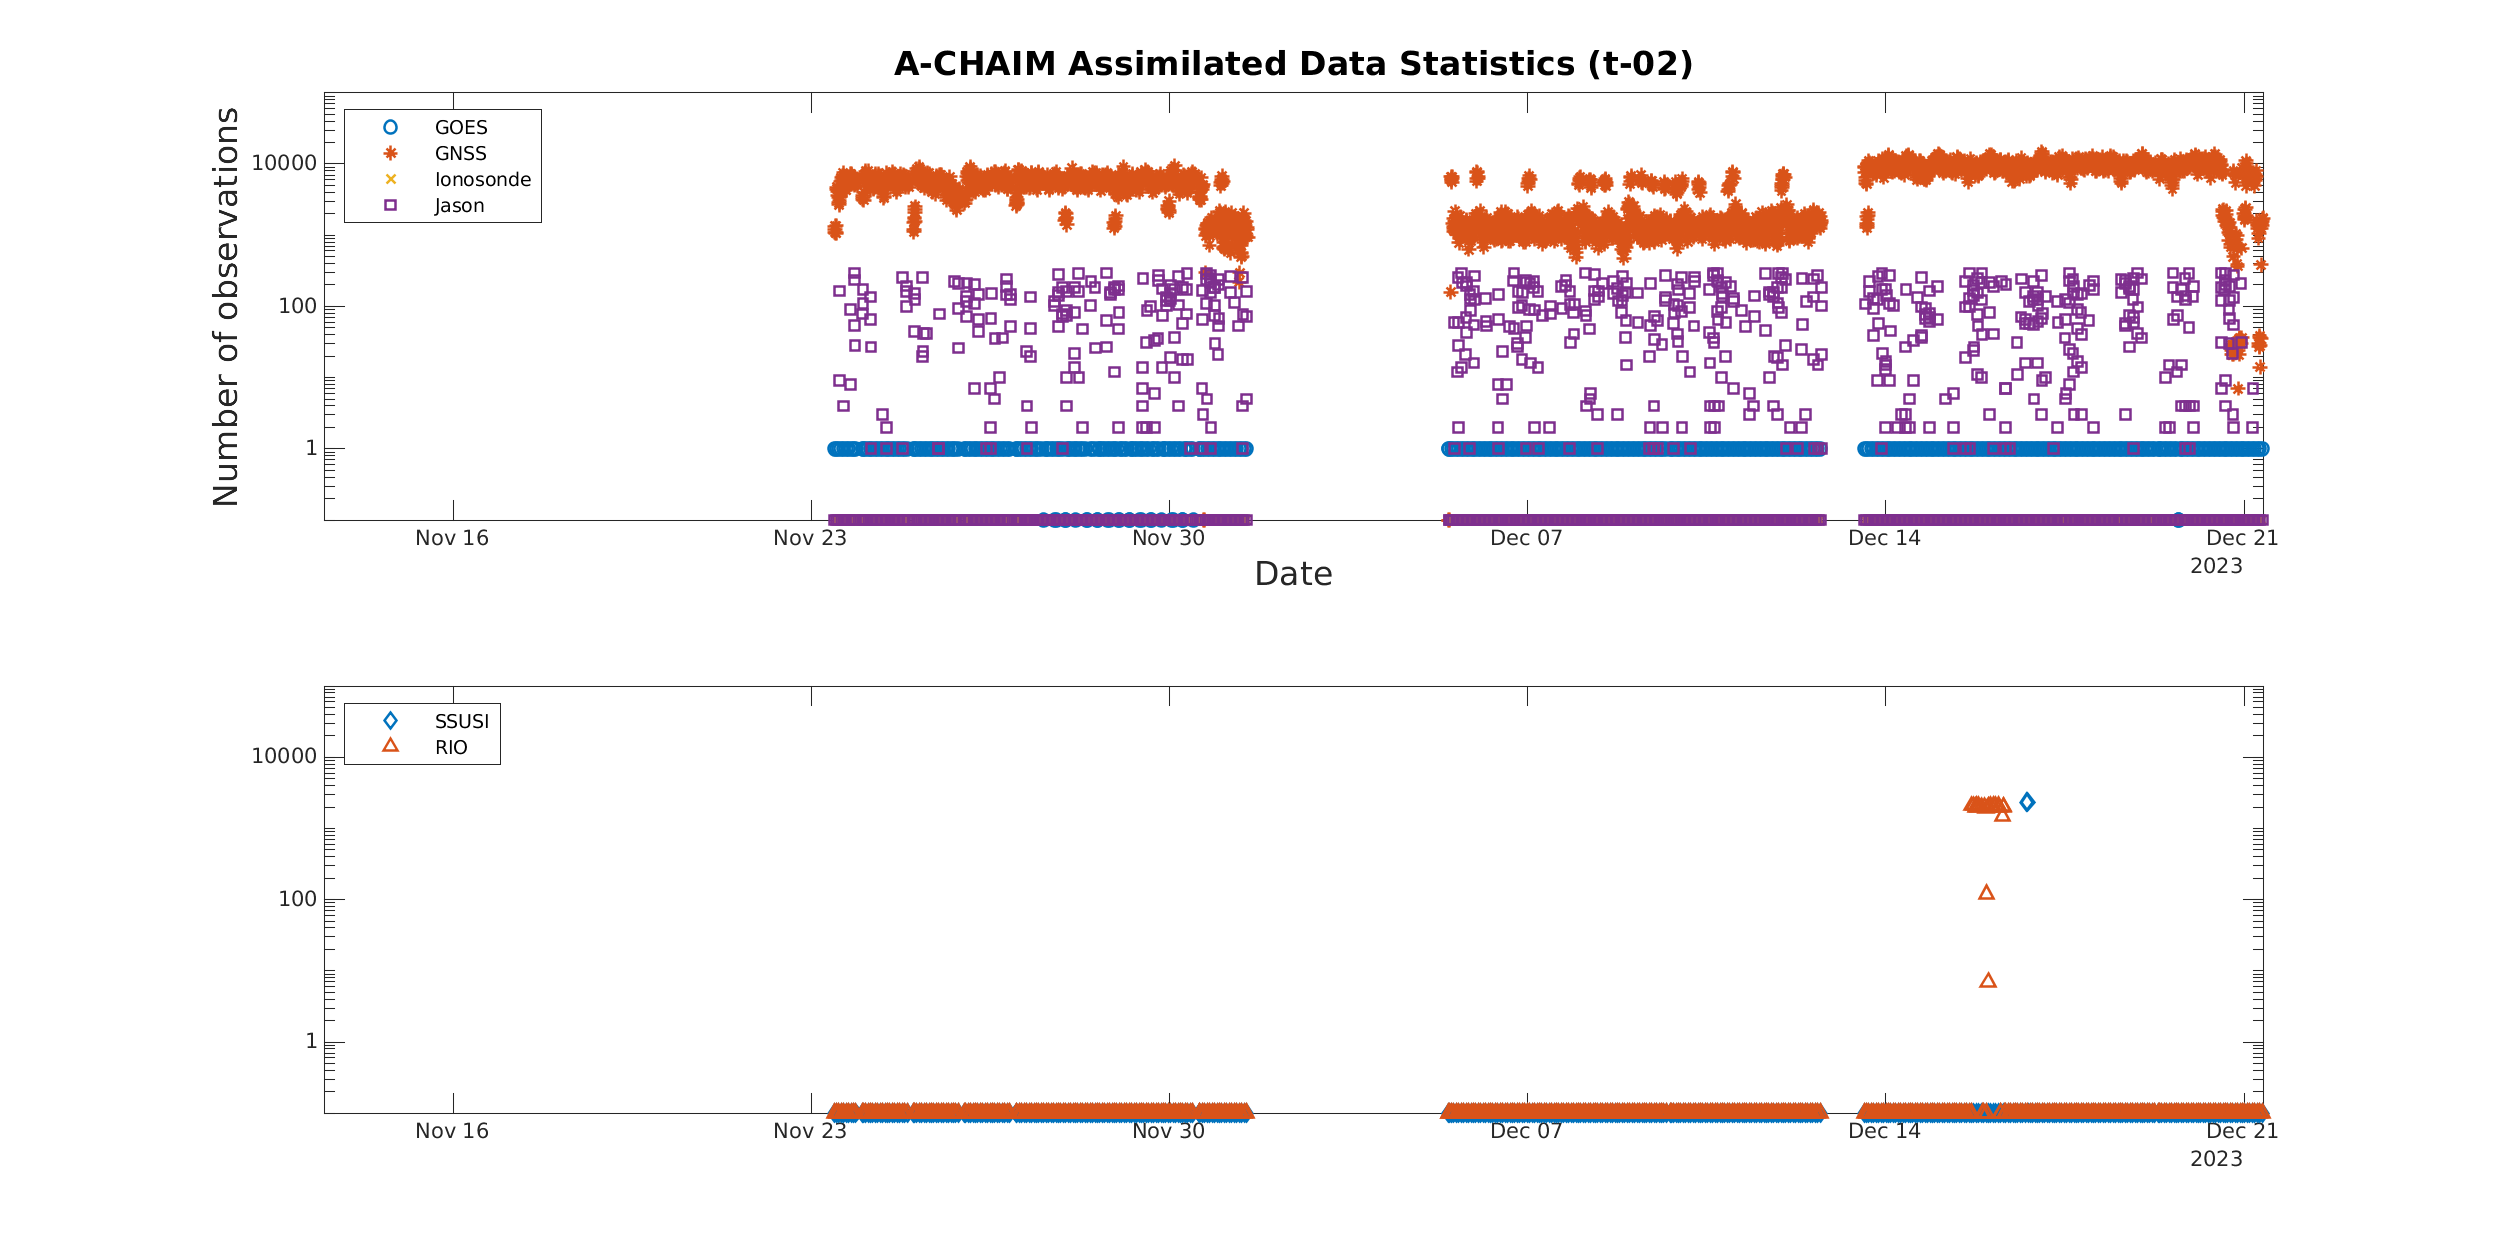 A-CHAIM Assimilated Data Statistics (t-02)
Number of observations
10000
100
1
GOES
GNSS
Ionosonde
Jason
Nov 16
Nov 23
Nov 30
Dec 07
Dec 14
Dec 21
2023
Date
10000
100
1
SSUSI
RIO
Nov 16
Nov 23
Nov 30
Dec 07
Dec 14
Dec 21
2023